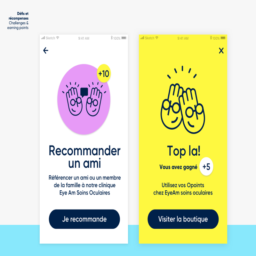 Défis et
récompenses
Challenges &
earning points
+10
Recommander
un ami
Référencer un ami ou un membre
de la famille à notre clinique
Eye Am Soins Oculaires
Je recommande
X
Top la!
Vous avez gagné +5
Utilisez vos Opoints
chez EyeAm soins oculaires
Visiter la boutique